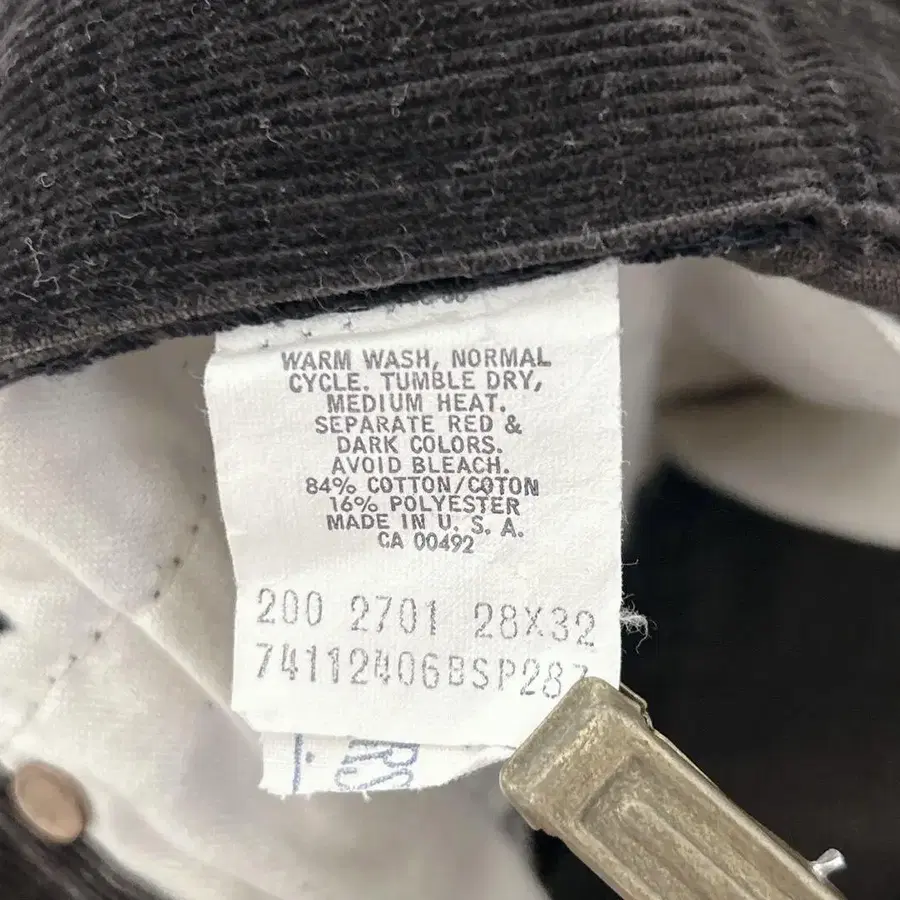 WARM WASH, NORMAL
CYCLE. TUMBLE DRY,
MEDIUM HEAT.
SEPARATE RED &
DARK COLORS.
AVOID BLEACH.
84% COTTON/COTON
16% POLYESTER
MADE IN U. S. A.
CA 00492
200 2701 28X32
74112406BSP287